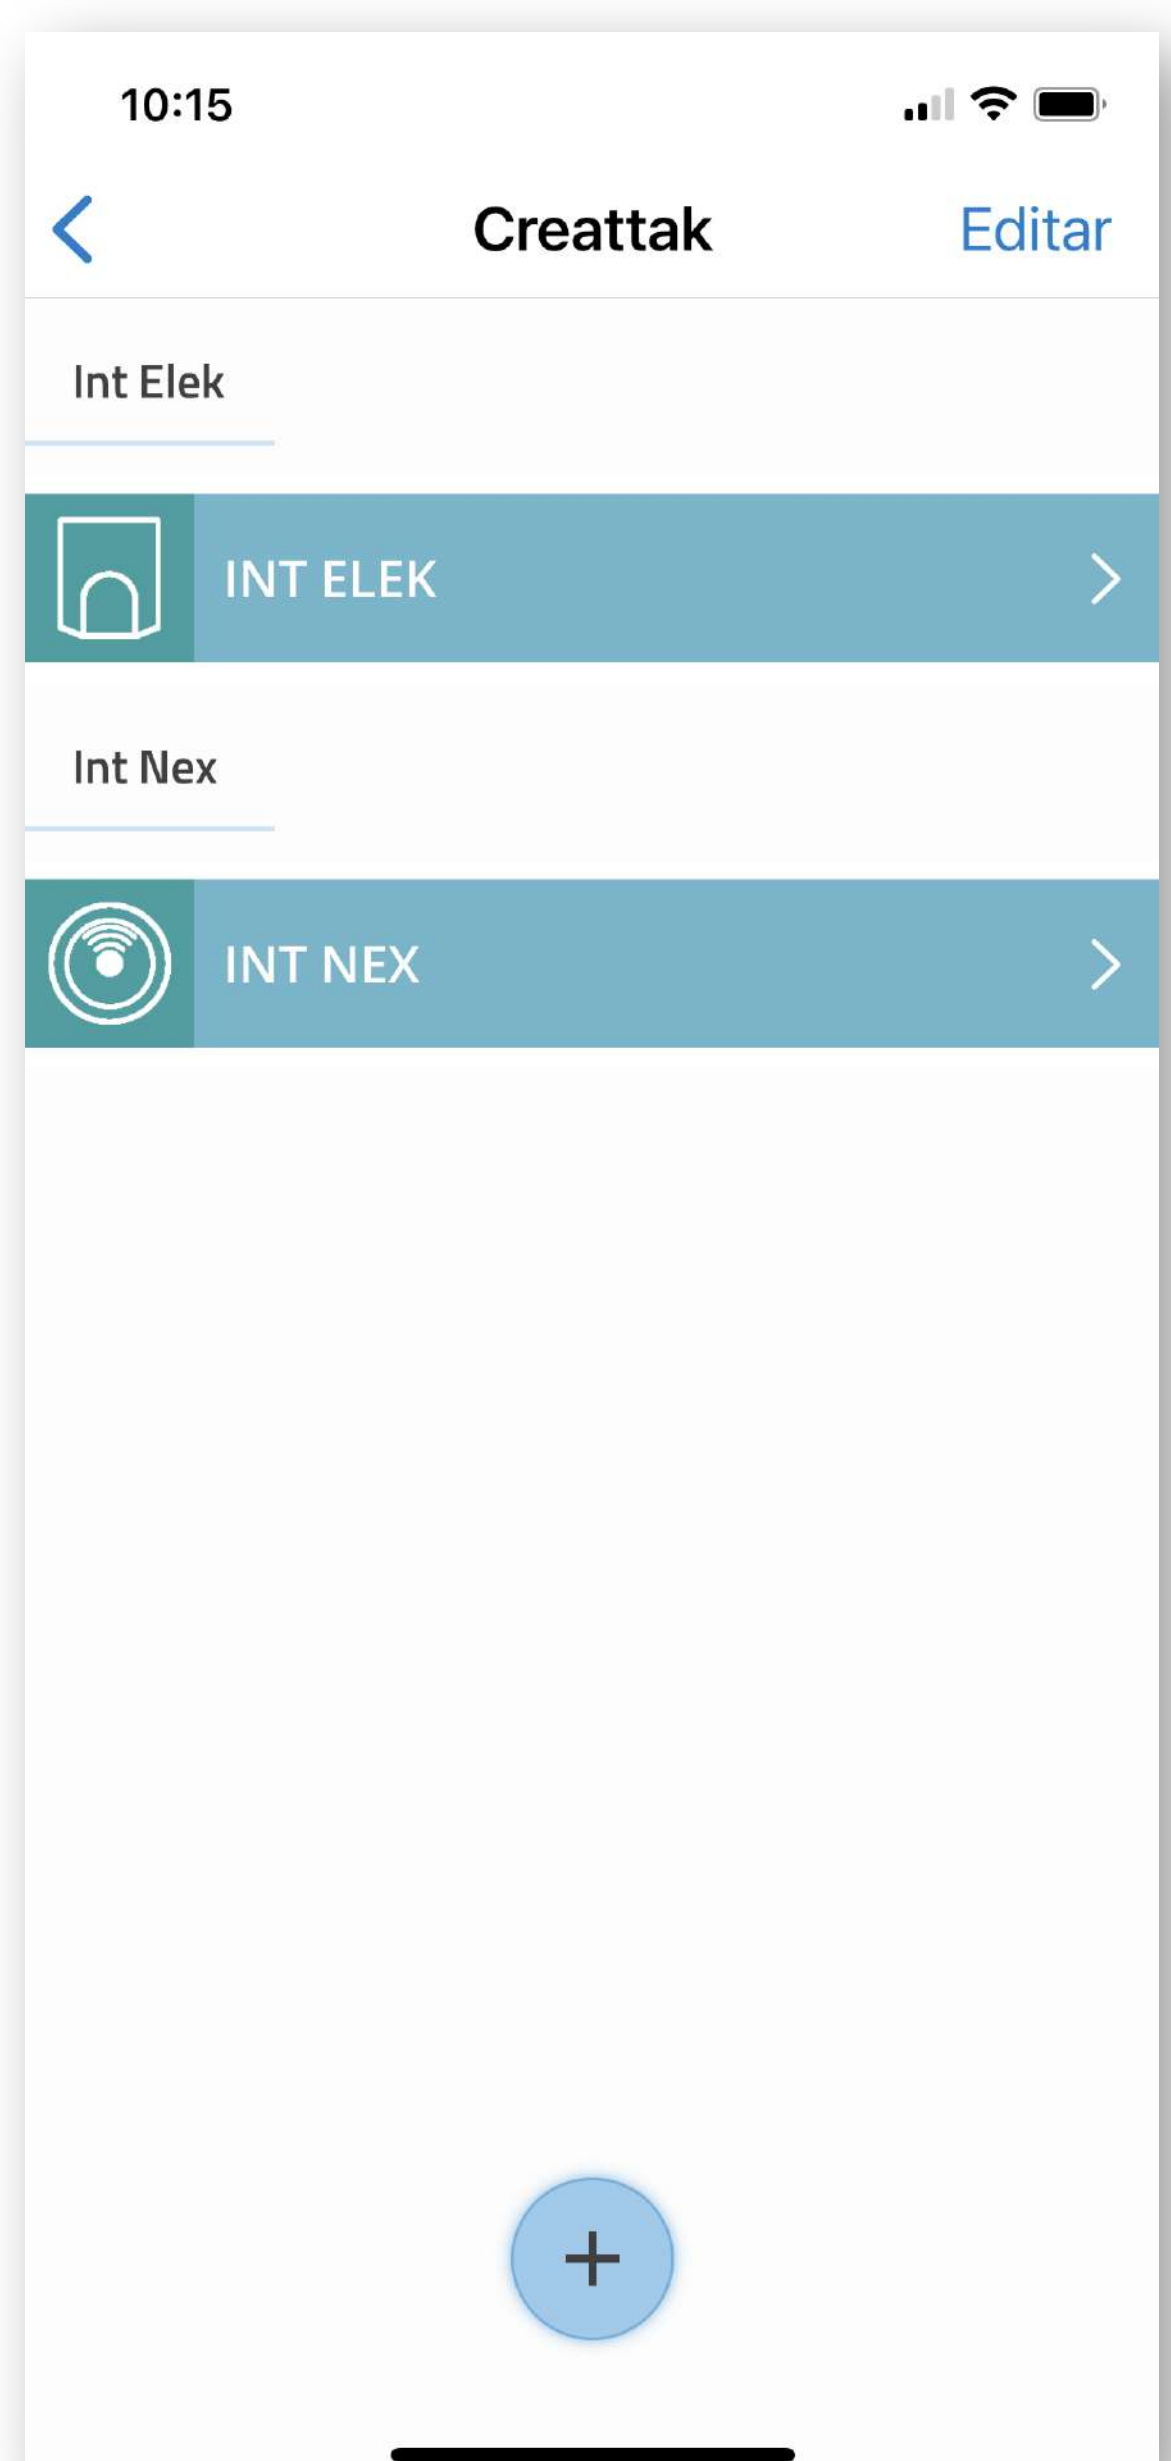 10:15
Creattak
Editar
Int Elek
INT ELEK
Int Nex
INT NEX